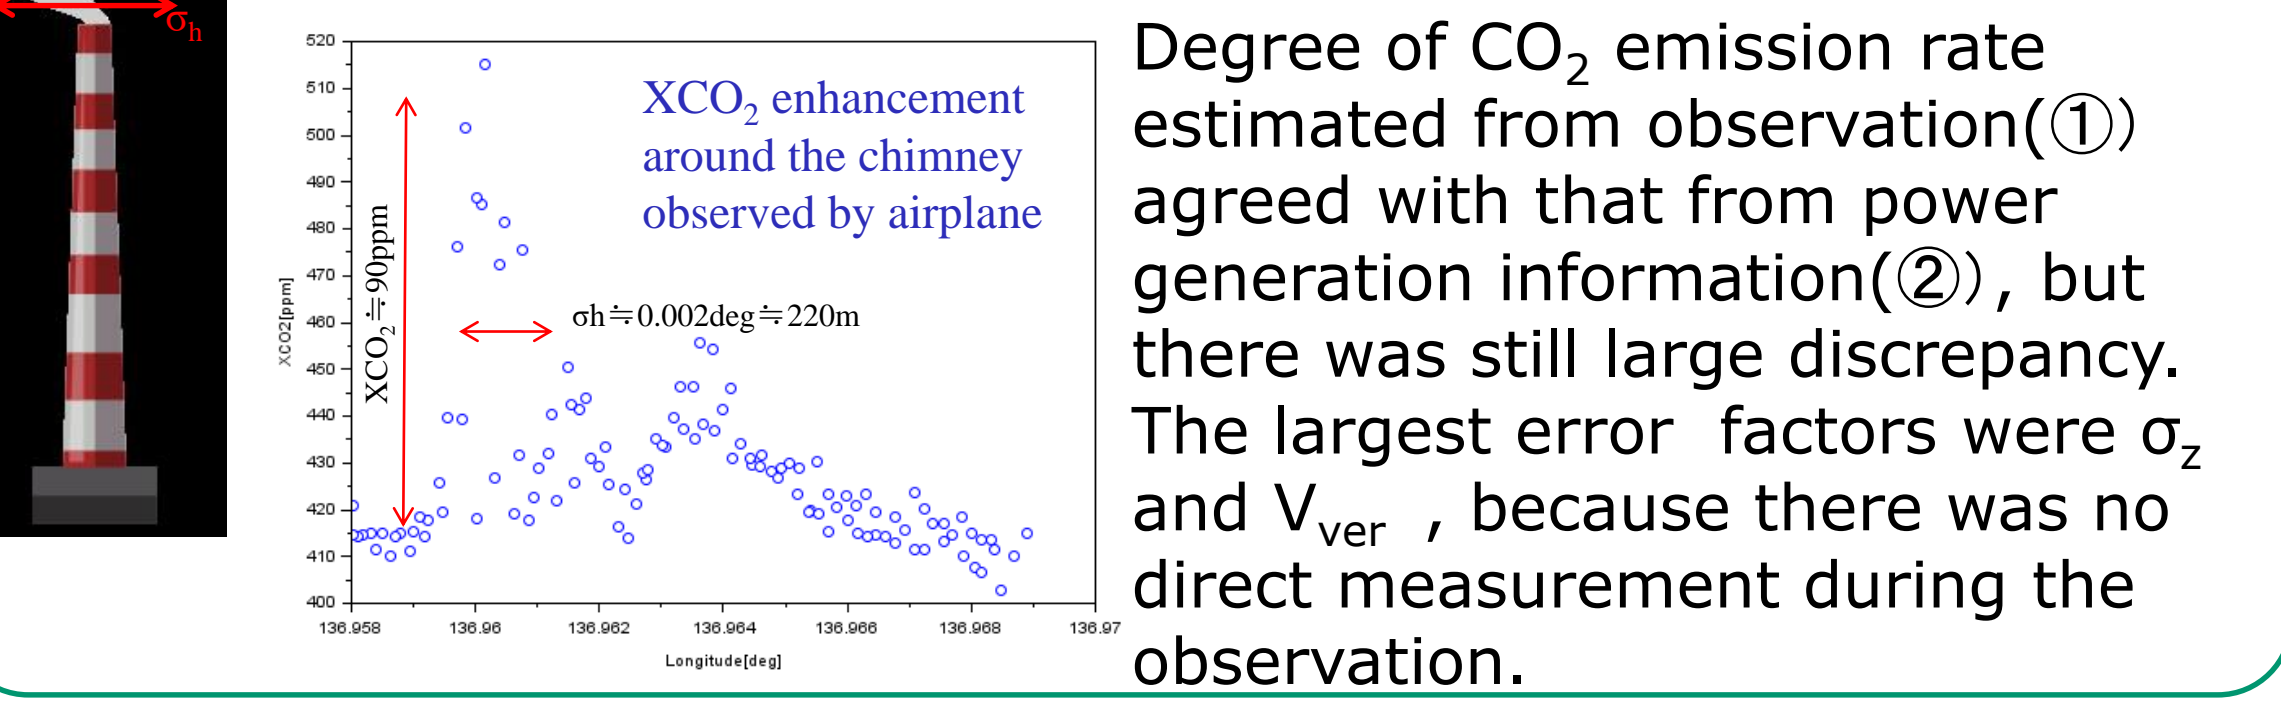 σh
520
510
500
490
480
470
460
450
440
430
420
410
400
XCO2[ppm]
XCO₂≒90ppm
XCO₂ enhancement
around the chimney
observed by airplane
σh≒0.002deg≒220m
136.958 136.96 136.962 136.964 136.966 136.968 136.97
Longitude[deg]
Degree of CO₂ emission rate
estimated from observation(①)
agreed with that from power
generation information(②), but
there was still large discrepancy.
The largest error factors were σz
and Vver , because there was no
direct measurement during the
observation.